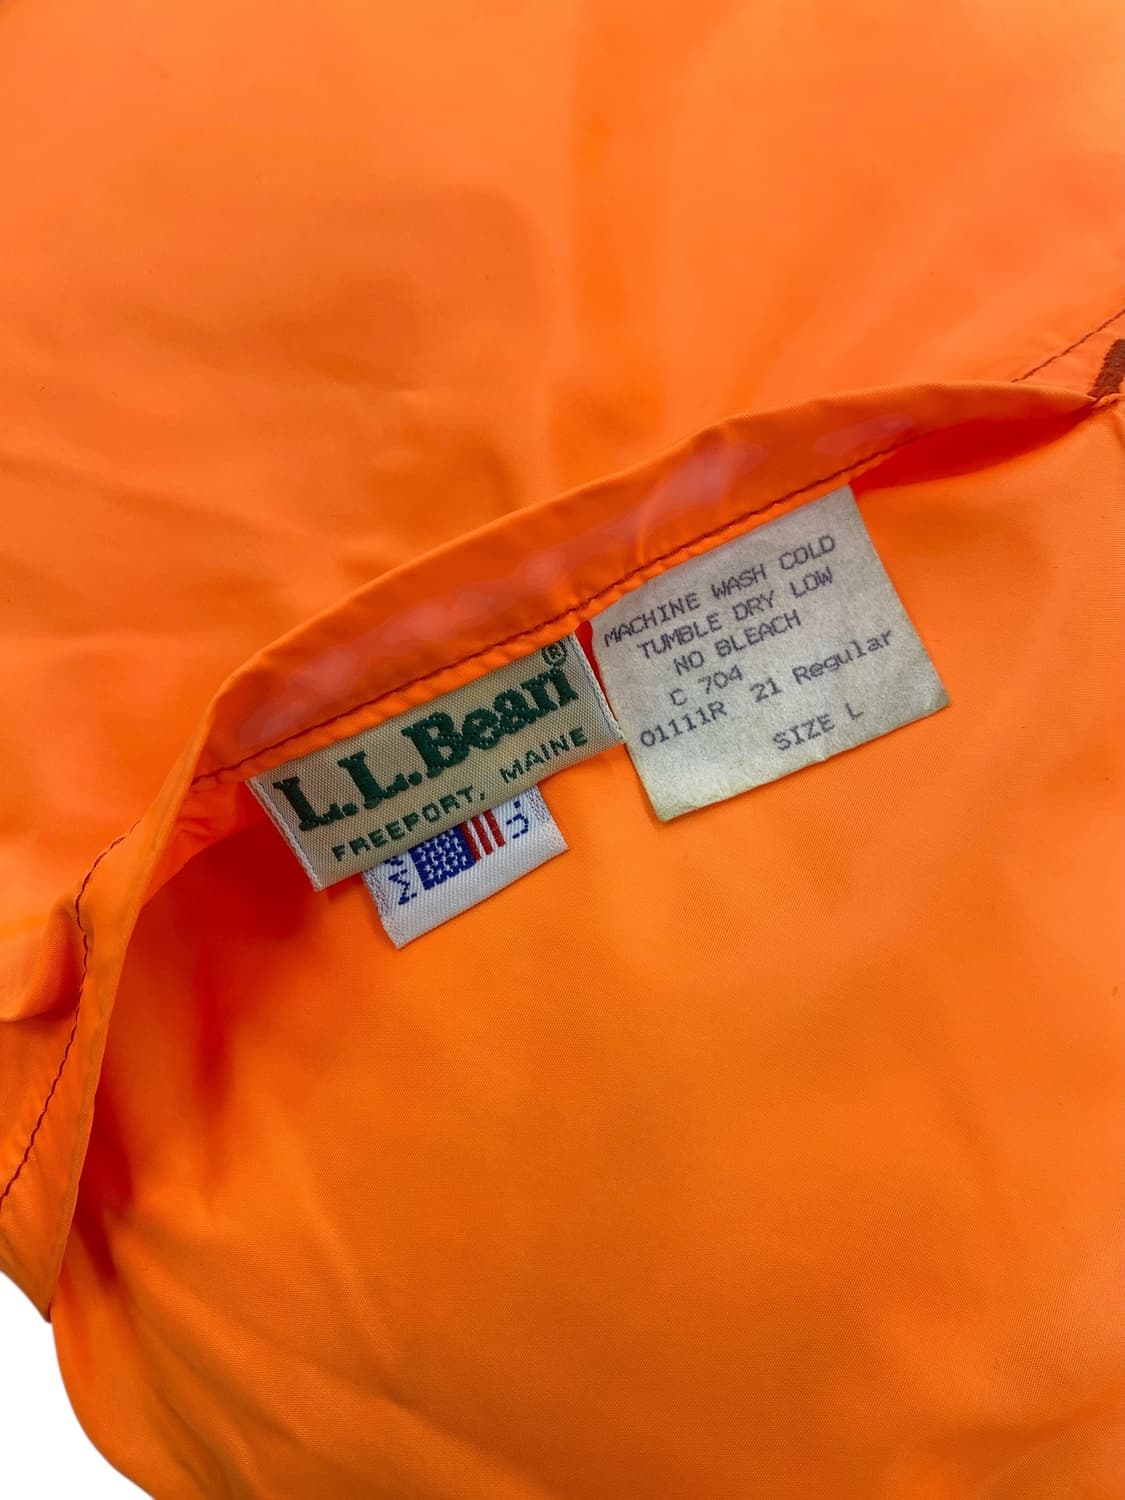 L.L.Bean®
FREEPORT, MAINE
MACHINE WASH COLD
TUMBLE DRY LOW
NO BLEACH
C 704
01111R 21 Regular
SIZE L